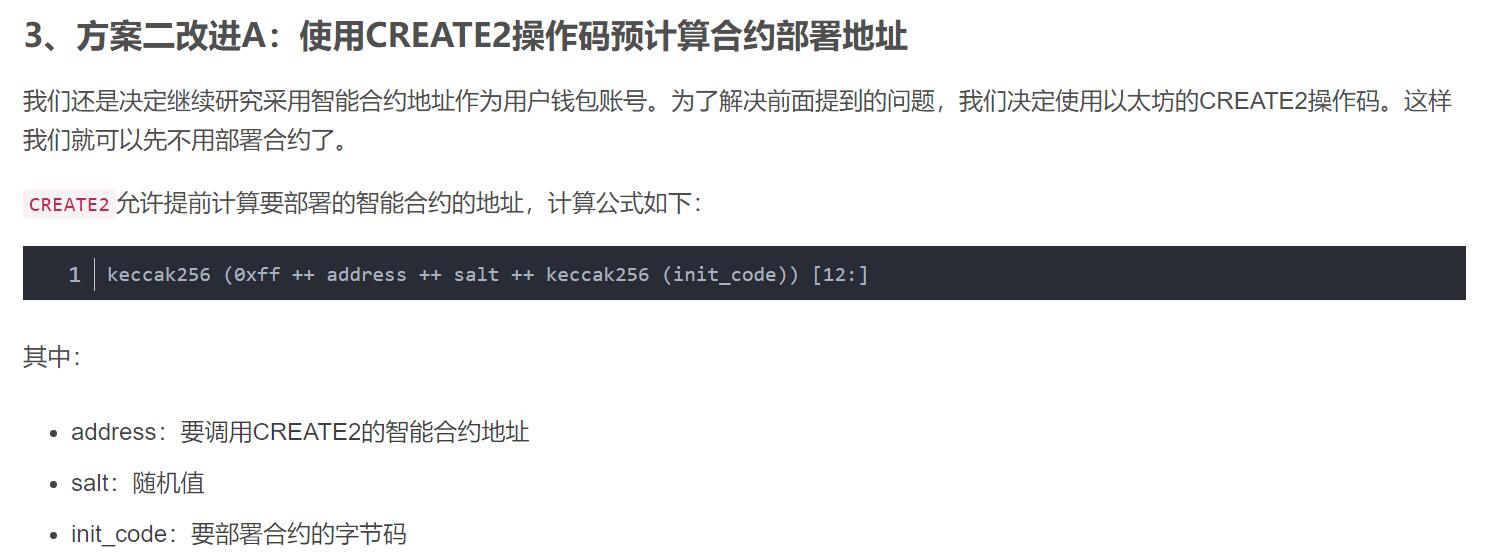 3、方案二改进A：使用CREATE2操作码预计算合约部署地址
我们还是决定继续研究采用智能合约地址作为用户钱包账号。为了解决前面提到的问题，我们决定使用以太坊的CREATE2操作码。这样
我们就可以先不用部署合约了。
CREATE2允许提前计算要部署的智能合约的地址，计算公式如下：
1 keccak256 (0xff ++ address ++ salt ++ keccak256 (init_code)) [12:]
其中：
• address：要调用CREATE2的智能合约地址
• salt：随机值
• init_code：要部署合约的字节码